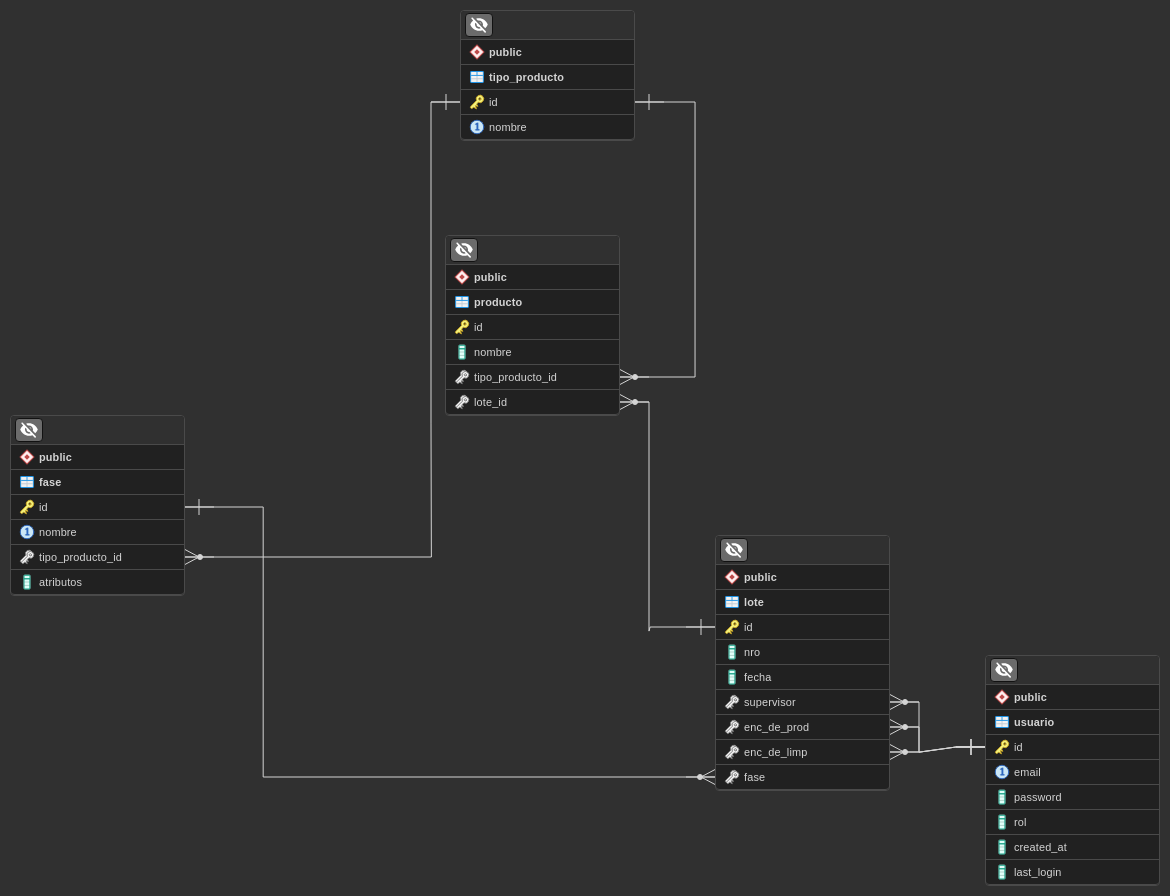 public
tipo_producto
id
nombre
public
producto
id
nombre
tipo_producto_id
lote_id
public
fase
id
nombre
tipo_producto_id
atributos
public
lote
id
nro
fecha
supervisor
enc_de_prod
enc_de_limp
fase
public
usuario
id
email
password
rol
created_at
last_login